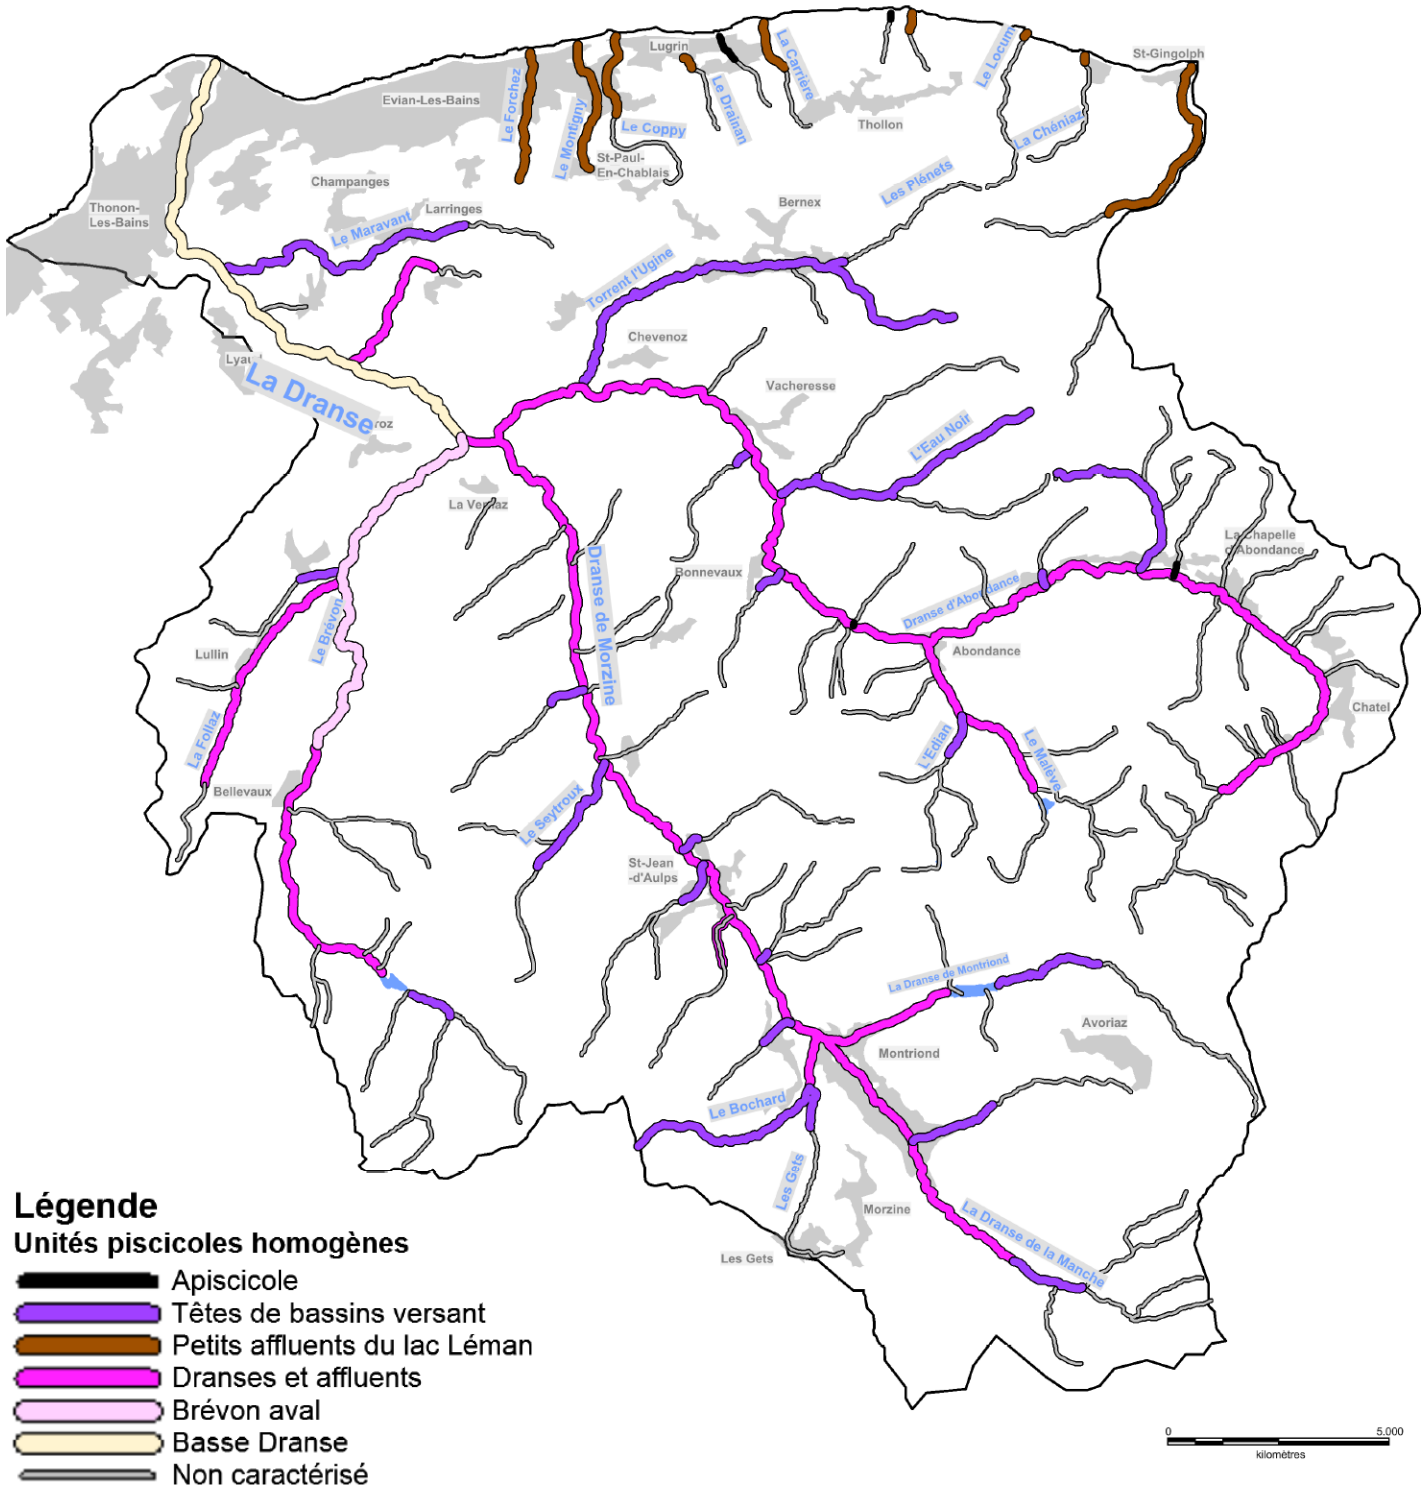 Lugrin
La Carrière
Le Locum
St-Gingolph
Evian-Les-Bains
Le Forchez
Le Montigny
Le Coppy
Le Drainan
Thollon
La Chéniaz
St-Paul-
En-Chablais
Les Plénets
Champanges
Thonon-
Les-Bains
Larringes
Le Maravant
Bernex
Torrent l'Ugine
Chevenoz
Lyaud
La Dranse
roz
Vacheresse
L'Eau Noir
La Vernaz
La Chapelle
d'Abondance
Bonnevaux
Dranse d'Abondance
Dranse de Morzine
Le Brévon
Lullin
Abondance
La Follaz
L'Edian
Le Malève
Chatel
Bellevaux
Le Seytroux
St-Jean
-d'Aulps
La Dranse de Montriond
Avoriaz
Montriond
Le Bochard
Les Gets
Morzine
La Dranse de la Manche
Les Gets
Légende
Unités piscicoles homogènes
Apiscicole
Têtes de bassins versant
Petits affluents du lac Léman
Dranses et affluents
Brévon aval
Basse Dranse
Non caractérisé
0 5.000
kilomètres